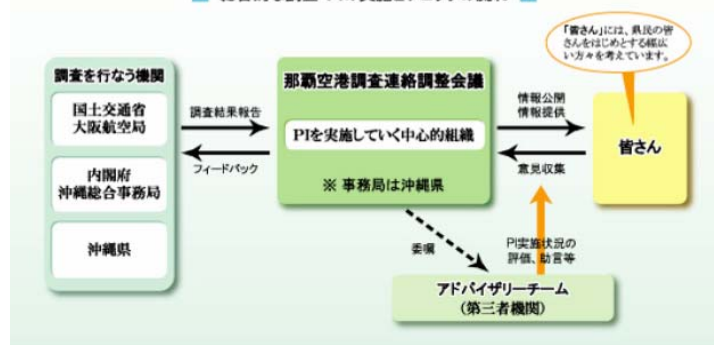 調査を行なう機関
国土交通省
大阪航空局
内閣府
沖縄総合事務局
沖縄県
調査結果報告
フィードバック
那覇空港調査連絡調整会議
PIを実施していく中心的組織
※ 事務局は沖縄県
情報公開
情報提供
意見収集
「皆さん」には、県民の皆
さんをはじめとする幅広
い方々を考えています。
皆さん
委嘱
PI実施状況の
評価、助言等
アドバイザリーチーム
(第三者機関)